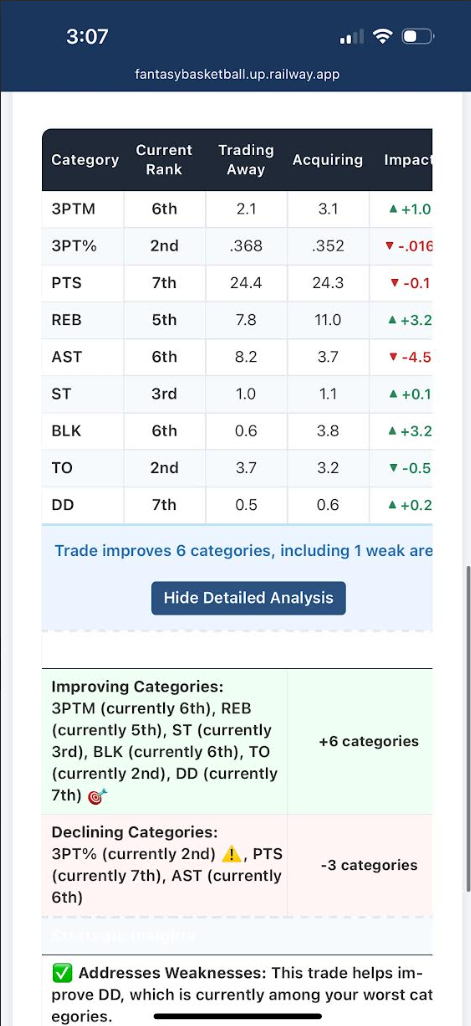 3:07
fantasybasketball.up.railway.app
Category Current Rank Trading Away Acquiring Impact
3PTM 6th 2.1 3.1 ▲ +1.0
3PT% 2nd .368 .352 ▼ -.016
PTS 7th 24.4 24.3 ▼ -0.1
REB 5th 7.8 11.0 ▲ +3.2
AST 6th 8.2 3.7 ▼ -4.5
ST 3rd 1.0 1.1 ▲ +0.1
BLK 6th 0.6 3.8 ▲ +3.2
TO 2nd 3.7 3.2 ▼ -0.5
DD 7th 0.5 0.6 ▲ +0.2
Trade improves 6 categories, including 1 weak are
Hide Detailed Analysis
Improving Categories:
3PTM (currently 6th), REB
(currently 5th), ST (currently
3rd), BLK (currently 6th), TO
(currently 2nd), DD (currently
7th) 🎯
+6 categories
Declining Categories:
3PT% (currently 2nd) ⚠️, PTS
(currently 7th), AST (currently
6th)
-3 categories
Strategic Insights
✅ Addresses Weaknesses: This trade helps im-
prove DD, which is currently among your worst cat
egories.